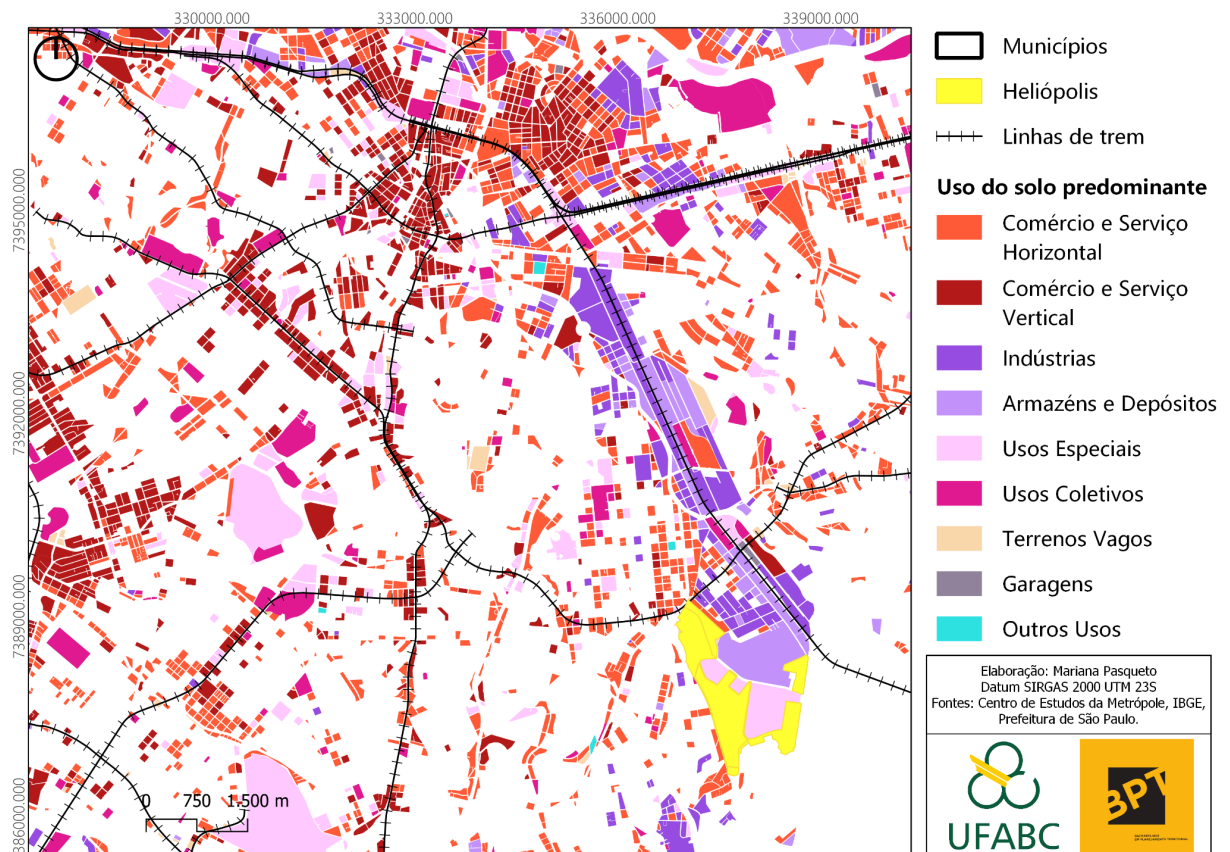 330000.000
333000.000
336000.000
339000.000
7395000.000
7392000.000
7389000.000
7386000.000
0 750 1.500 m
Municípios
Heliópolis
Linhas de trem
Uso do solo predominante
Comércio e Serviço
Horizontal
Comércio e Serviço
Vertical
Indústrias
Armazéns e Depósitos
Usos Especiais
Usos Coletivos
Terrenos Vagos
Garagens
Outros Usos
Elaboração: Mariana Pasqueto
Datum SIRGAS 2000 UTM 23S
Fontes: Centro de Estudos da Metrópole, IBGE,
Prefeitura de São Paulo.
UFABC
BPT